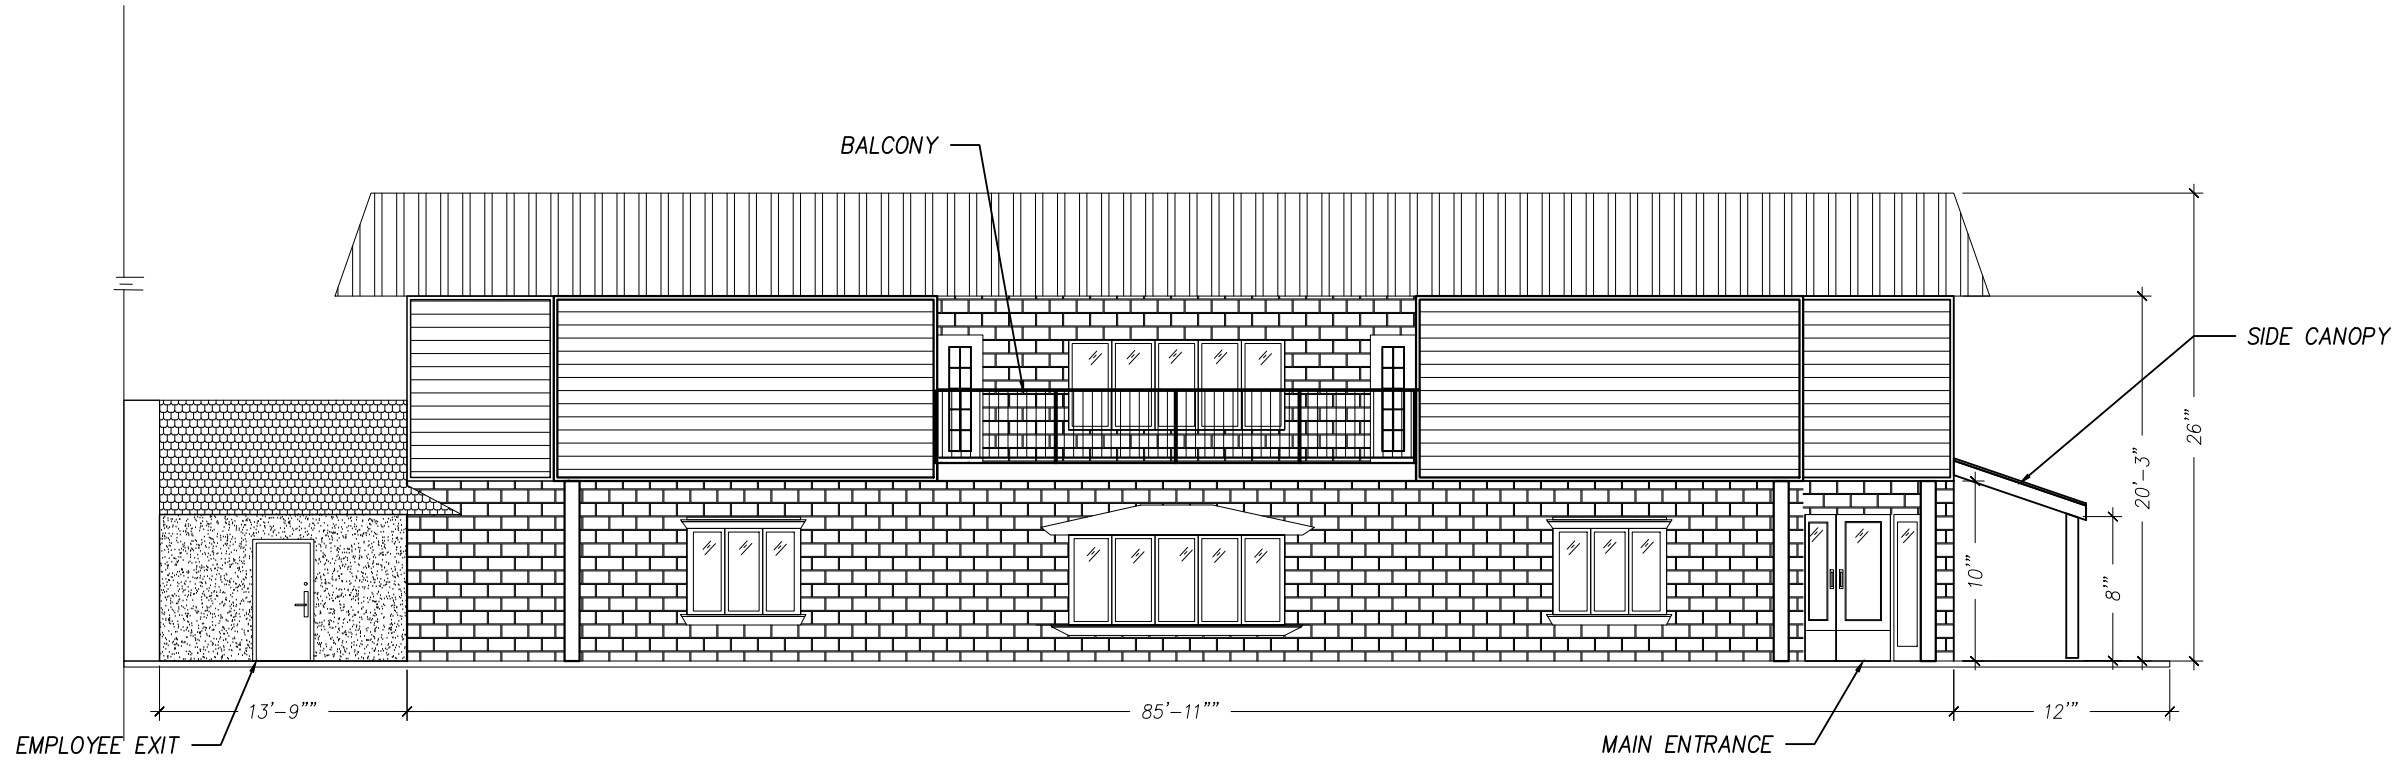 BALCONY
SIDE CANOPY
26'"
20'-3"
10'"
8'"
13'-9""
85'-11""
12'"
EMPLOYEE EXIT
MAIN ENTRANCE